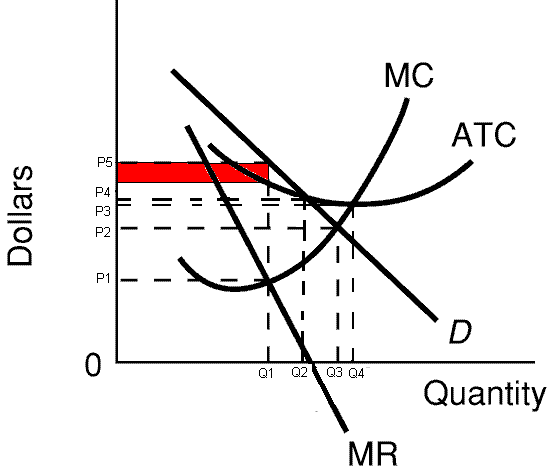 MC
ATC
P5
P4
P3
P2
P1
Dollars
D
0
Q1
Q2
Q3
Q4
Quantity
MR